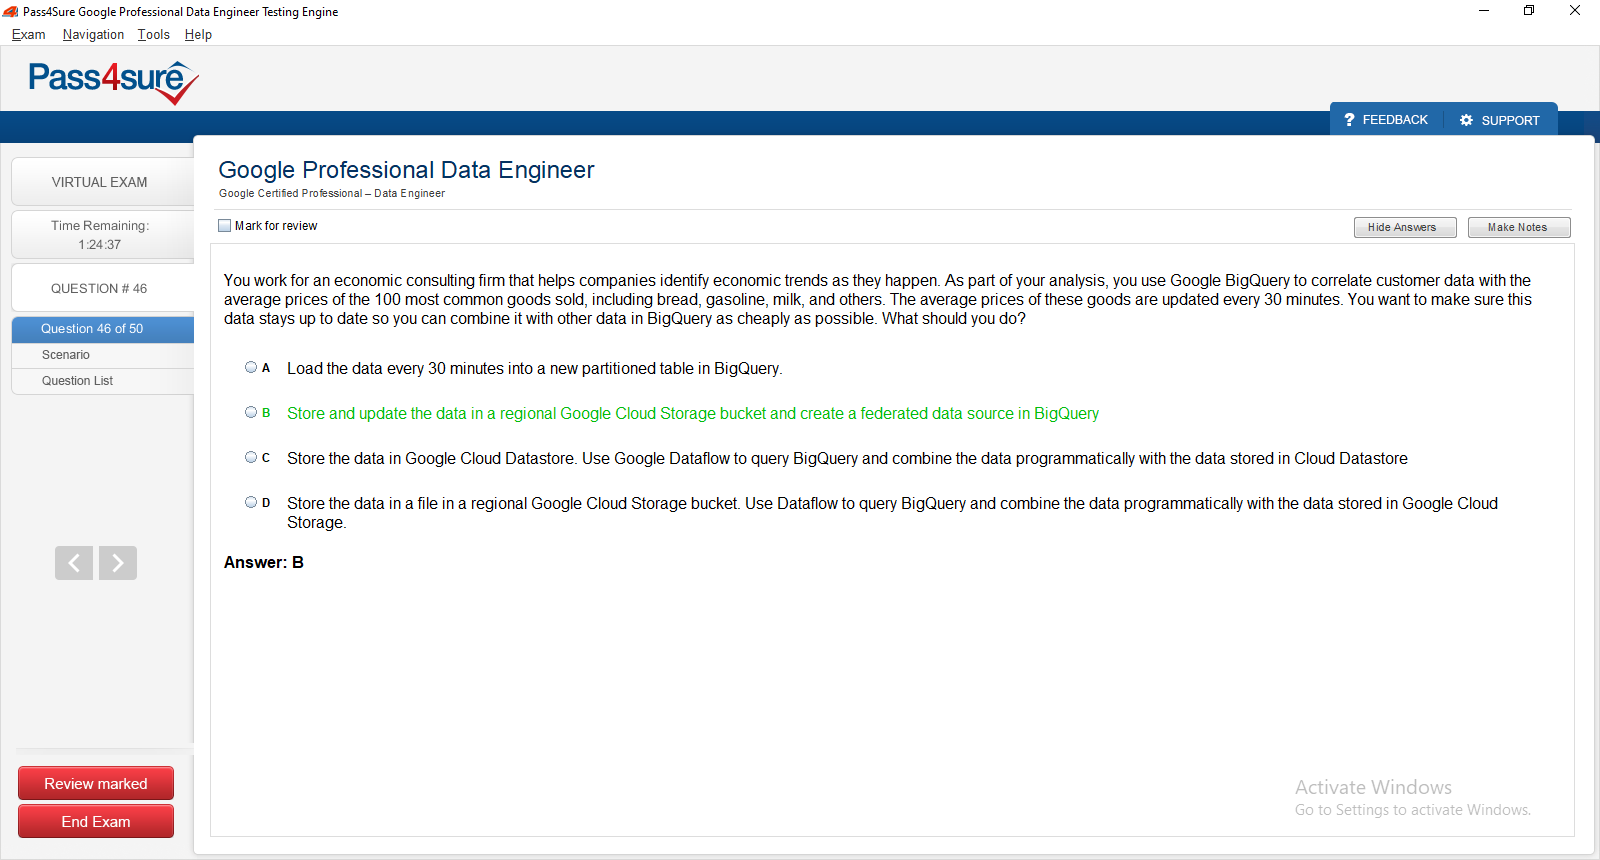 Pass4Sure Google Professional Data Engineer Testing Engine
Exam Navigation Tools Help
Pass4sure
? FEEDBACK SUPPORT
VIRTUAL EXAM
Time Remaining:
1:24:37
QUESTION # 46
Question 46 of 50
Scenario
Question List
Review marked
End Exam
Google Professional Data Engineer
Google Certified Professional – Data Engineer
Mark for review
Hide Answers
Make Notes
You work for an economic consulting firm that helps companies identify economic trends as they happen. As part of your analysis, you use Google BigQuery to correlate customer data with the
average prices of the 100 most common goods sold, including bread, gasoline, milk, and others. The average prices of these goods are updated every 30 minutes. You want to make sure this
data stays up to date so you can combine it with other data in BigQuery as cheaply as possible. What should you do?
A Load the data every 30 minutes into a new partitioned table in BigQuery.
B Store and update the data in a regional Google Cloud Storage bucket and create a federated data source in BigQuery
C Store the data in Google Cloud Datastore. Use Google Dataflow to query BigQuery and combine the data programmatically with the data stored in Cloud Datastore
D Store the data in a file in a regional Google Cloud Storage bucket. Use Dataflow to query BigQuery and combine the data programmatically with the data stored in Google Cloud
Storage.
Answer: B
Activate Windows
Go to Settings to activate Windows.